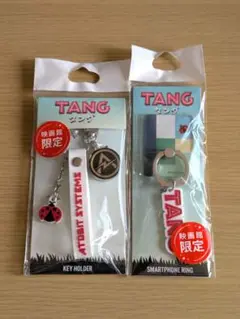 TANG
タング
映画館
限定
ATOBIT SYSTEMS
KEY HOLDER
TANG
タング
TANG
映画館
限定
SMARTPHONE RING